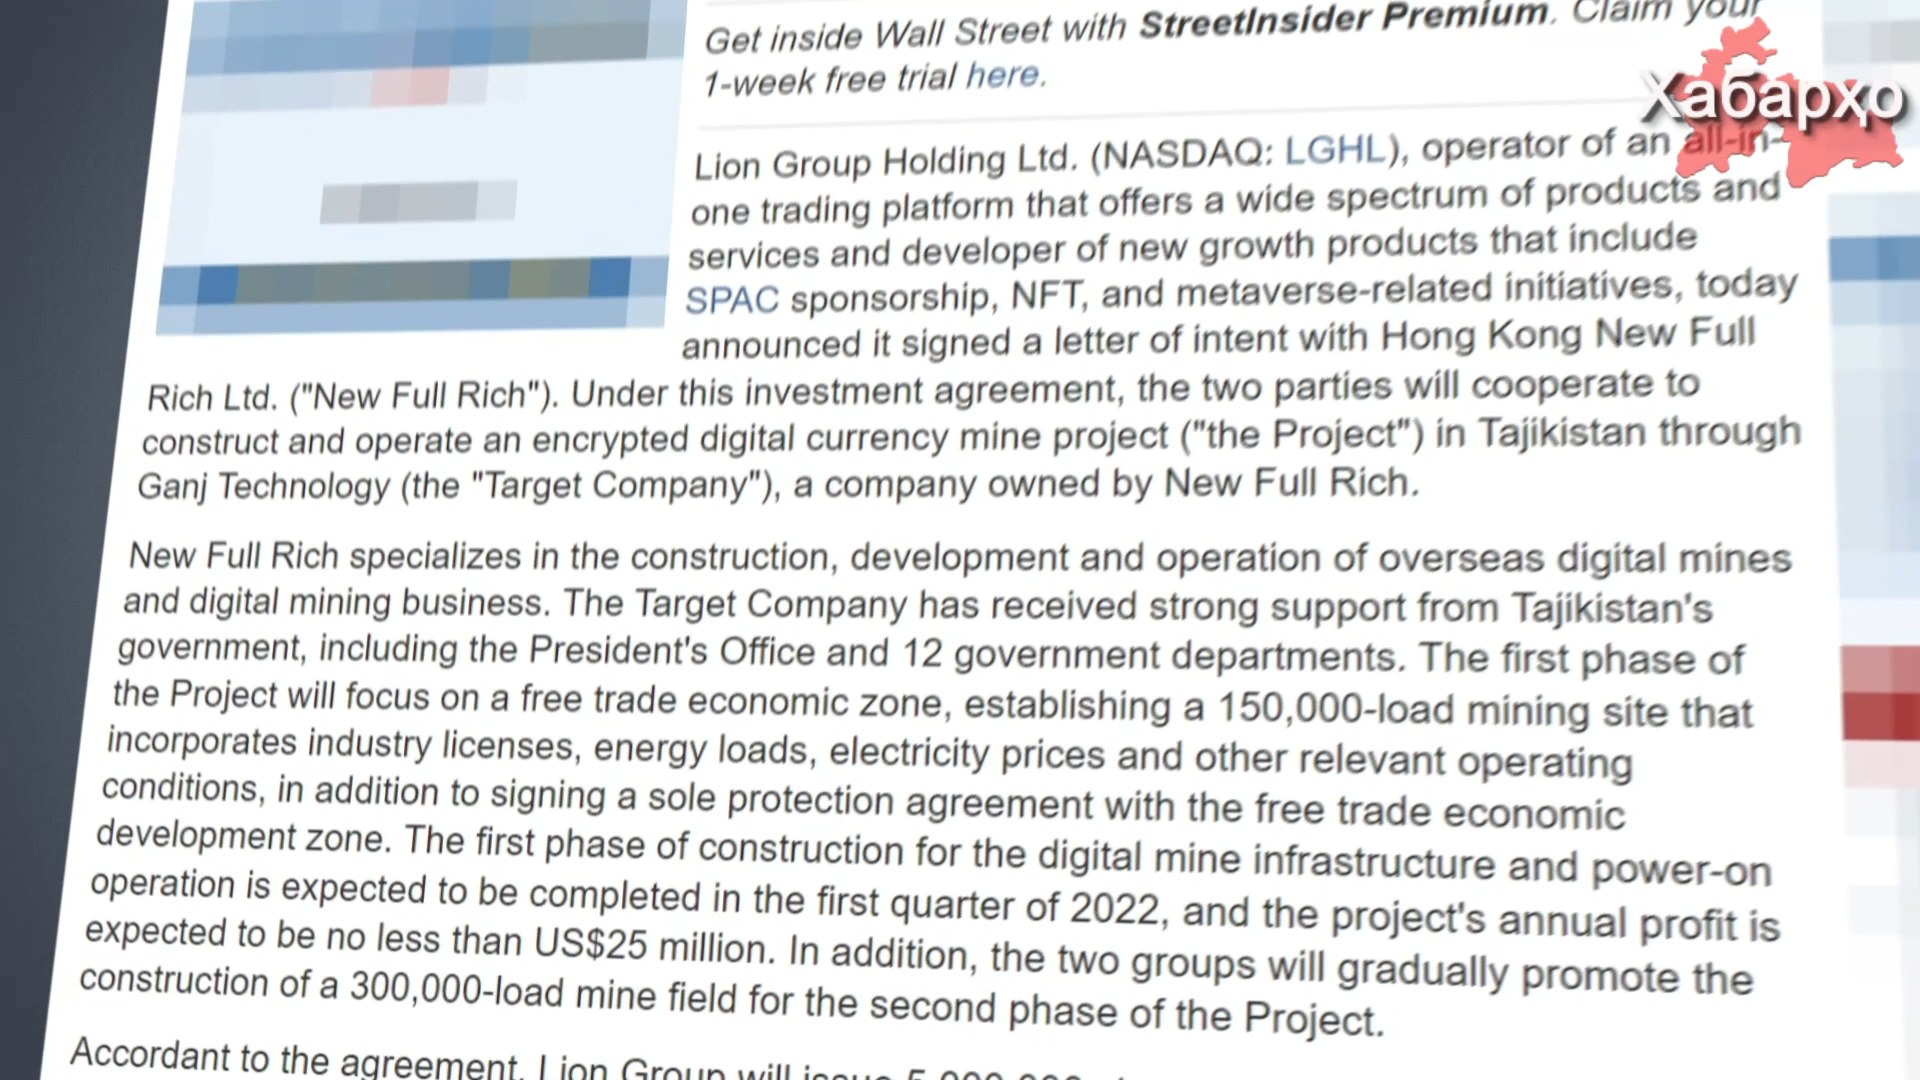 Get inside Wall Street with StreetInsider Premium. Claim your
1-week free trial here.
Хабарҳо
Lion Group Holding Ltd. (NASDAQ: LGHL), operator of an all-in-
one trading platform that offers a wide spectrum of products and
services and developer of new growth products that include
SPAC sponsorship, NFT, and metaverse-related initiatives, today
announced it signed a letter of intent with Hong Kong New Full
Rich Ltd. ("New Full Rich"). Under this investment agreement, the two parties will cooperate to
construct and operate an encrypted digital currency mine project ("the Project") in Tajikistan through
Ganj Technology (the "Target Company"), a company owned by New Full Rich.
New Full Rich specializes in the construction, development and operation of overseas digital mines
and digital mining business. The Target Company has received strong support from Tajikistan's
government, including the President's Office and 12 government departments. The first phase of
the Project will focus on a free trade economic zone, establishing a 150,000-load mining site that
incorporates industry licenses, energy loads, electricity prices and other relevant operating
conditions, in addition to signing a sole protection agreement with the free trade economic
development zone. The first phase of construction for the digital mine infrastructure and power-on
operation is expected to be completed in the first quarter of 2022, and the project's annual profit is
expected to be no less than US$25 million. In addition, the two groups will gradually promote the
construction of a 300,000-load mine field for the second phase of the Project.
Accordant to the agreement, Lion Group will issue 5,000,000